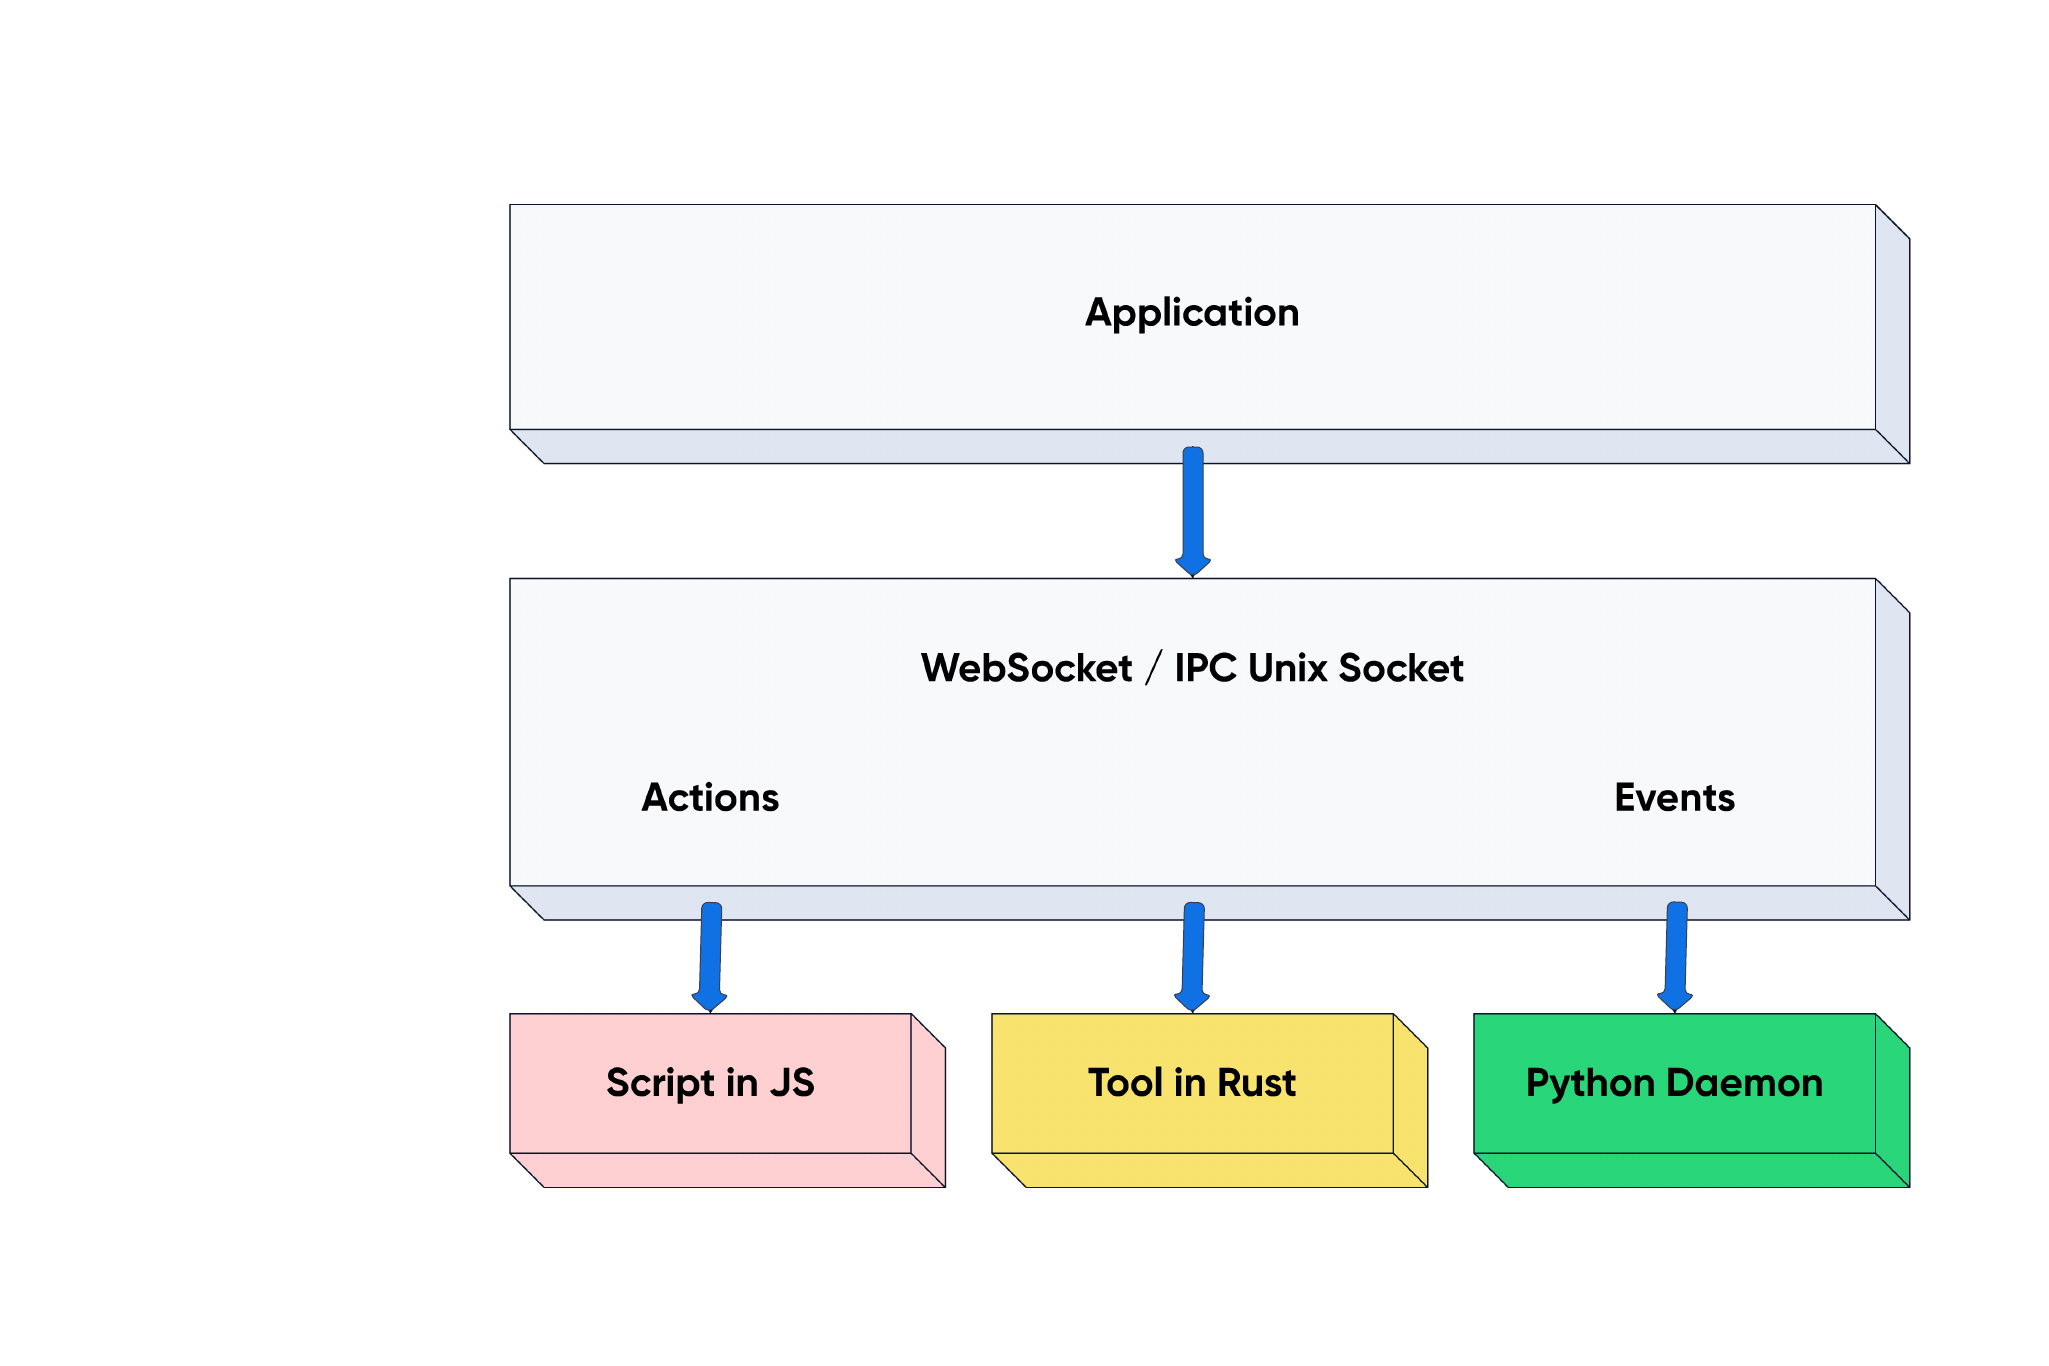 Application
WebSocket / IPC Unix Socket
Actions
Events
Script in JS
Tool in Rust
Python Daemon